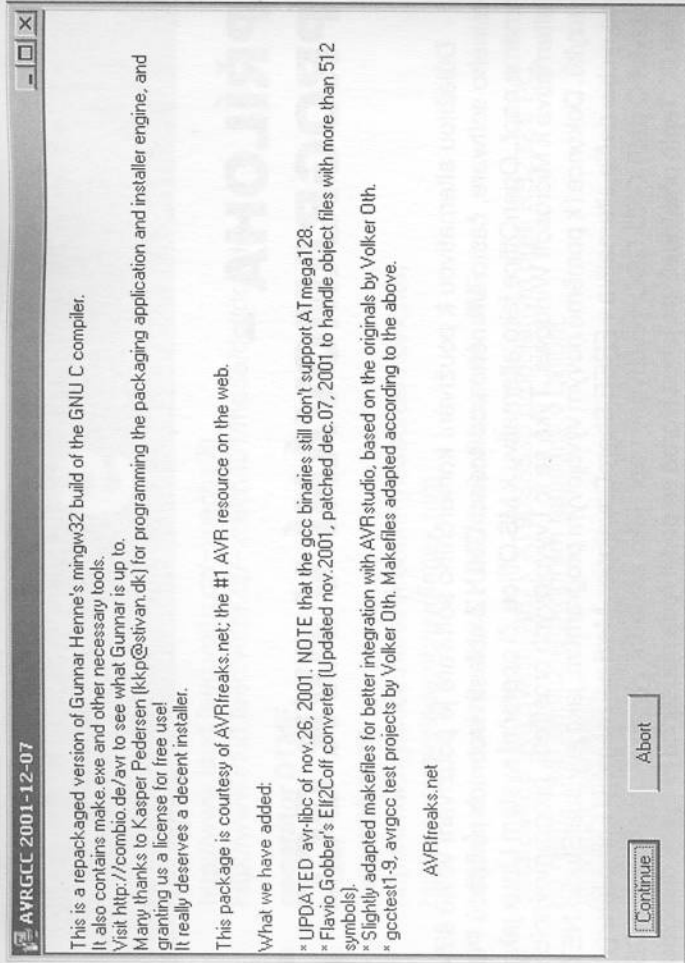 AVRGCC 2001-12-07
This is a repackaged version of Gunnar Henne's mingw32 build of the GNU C compiler.
It also contains make.exe and other necessary tools.
Visit http://combio.de/avr to see what Gunnar is up to.
Many thanks to Kasper Pedersen (kkp@stivan.dk) for programming the packaging application and installer engine, and
granting us a license for free use!
It really deserves a decent installer.
This package is courtesy of AVRfreaks.net; the #1 AVR resource on the web.
What we have added:
* UPDATED avr-libc of nov.26, 2001. NOTE that the gcc binaries still don't support ATmega128.
* Flavio Gobber's Elf2Coff converter (Updated nov.2001, patched dec.07, 2001 to handle object files with more than 512
symbols).
* Slightly adapted makefiles for better integration with AVRstudio, based on the originals by Volker Oth.
* gcctest1-9, avrgcc test projects by Volker Oth. Makefiles adapted according to the above.
AVRfreaks.net
Continue
Abort